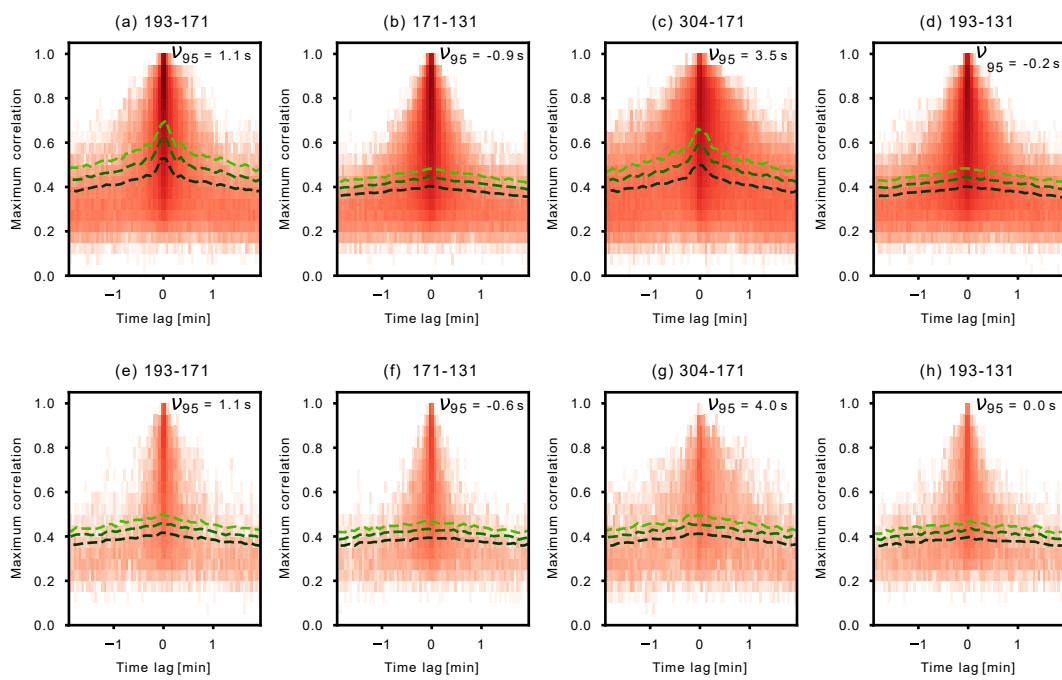 (a) 193-171
(b) 171-131
(c) 304-171
(d) 193-131
Maximum correlation
1.0
0.8
0.6
0.4
0.2
0.0
ν95 = 1.1 s
−1
0
1
Time lag [min]
Maximum correlation
1.0
0.8
0.6
0.4
0.2
0.0
ν95 = -0.9 s
−1
0
1
Time lag [min]
Maximum correlation
1.0
0.8
0.6
0.4
0.2
0.0
ν95 = 3.5 s
−1
0
1
Time lag [min]
Maximum correlation
1.0
0.8
0.6
0.4
0.2
0.0
ν95 = -0.2 s
−1
0
1
Time lag [min]
(e) 193-171
(f) 171-131
(g) 304-171
(h) 193-131
Maximum correlation
1.0
0.8
0.6
0.4
0.2
0.0
ν95 = 1.1 s
−1
0
1
Time lag [min]
Maximum correlation
1.0
0.8
0.6
0.4
0.2
0.0
ν95 = -0.6 s
−1
0
1
Time lag [min]
Maximum correlation
1.0
0.8
0.6
0.4
0.2
0.0
ν95 = 4.0 s
−1
0
1
Time lag [min]
Maximum correlation
1.0
0.8
0.6
0.4
0.2
0.0
ν95 = 0.0 s
−1
0
1
Time lag [min]